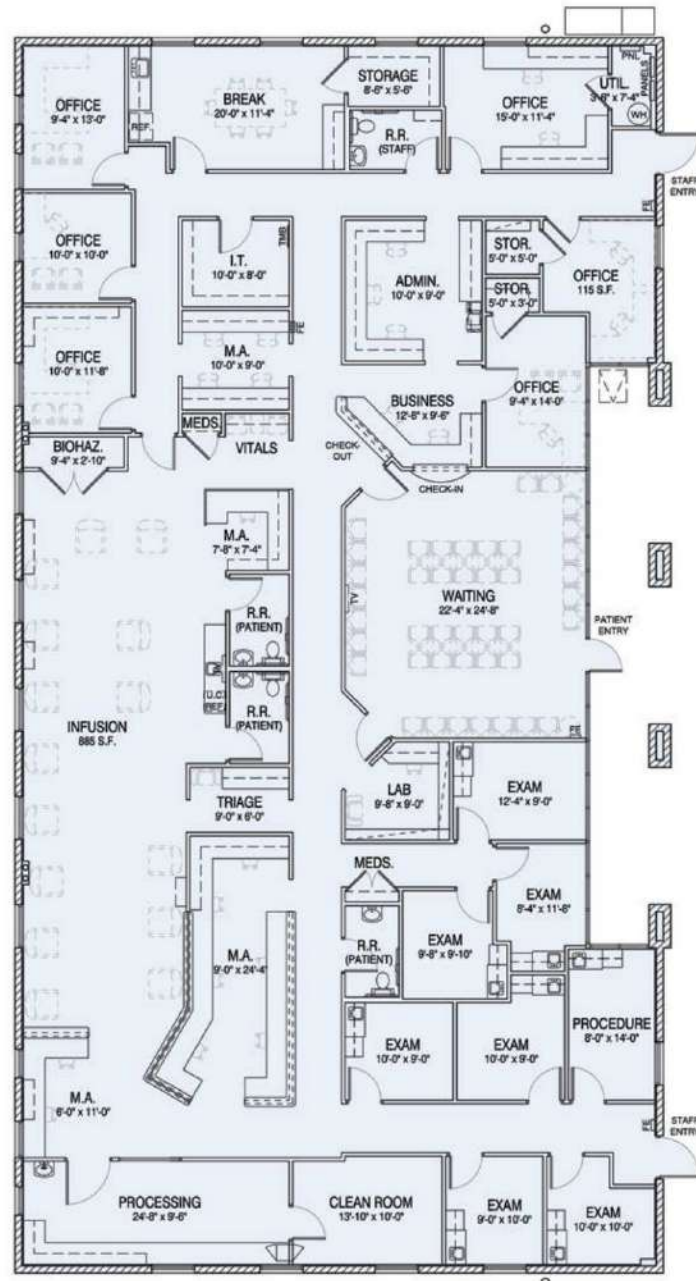 OFFICE
9'-4" x 13'-0"
REF.
BREAK
20'-0" x 11'-4"
STORAGE
8'-6" x 5'-6"
R.R.
(STAFF)
OFFICE
15'-0" x 11'-4"
PNL
PANELS
UTIL.
3'-8" x 7'-4"
WH
STAFF
ENTRY
FE
OFFICE
10'-0" x 10'-0"
I.T.
10'-0" x 8'-0"
TMB
ADMIN.
10'-0" x 9'-0"
STOR.
5'-0" x 5'-0"
STOR.
5'-0" x 3'-0"
OFFICE
115 S.F.
OFFICE
10'-0" x 11'-8"
M.A.
10'-0" x 9'-0"
FE
MEDS.
VITALS
BUSINESS
12'-8" x 9'-6"
OFFICE
9'-4" x 14'-0"
CHECK-
OUT
CHECK-IN
BIOHAZ.
9'-4" x 2'-10"
M.A.
7'-8" x 7'-4"
R.R.
(PATIENT)
WAITING
22'-4" x 24'-8"
TV
PATIENT
ENTRY
U.C.
REF.
R.R.
(PATIENT)
INFUSION
885 S.F.
FE
TRIAGE
9'-0" x 6'-0"
LAB
9'-8" x 9'-0"
EXAM
12'-4" x 9'-0"
MEDS.
EXAM
8'-4" x 11'-8"
M.A.
9'-0" x 24'-4"
R.R.
(PATIENT)
EXAM
9'-8" x 9'-10"
EXAM
10'-0" x 9'-0"
EXAM
10'-0" x 9'-0"
PROCEDURE
8'-0" x 14'-0"
M.A.
6'-0" x 11'-0"
FE
STAFF
ENTRY
PROCESSING
24'-8" x 9'-6"
CLEAN ROOM
13'-10" x 10'-0"
EXAM
9'-0" x 10'-0"
EXAM
10'-0" x 10'-0"